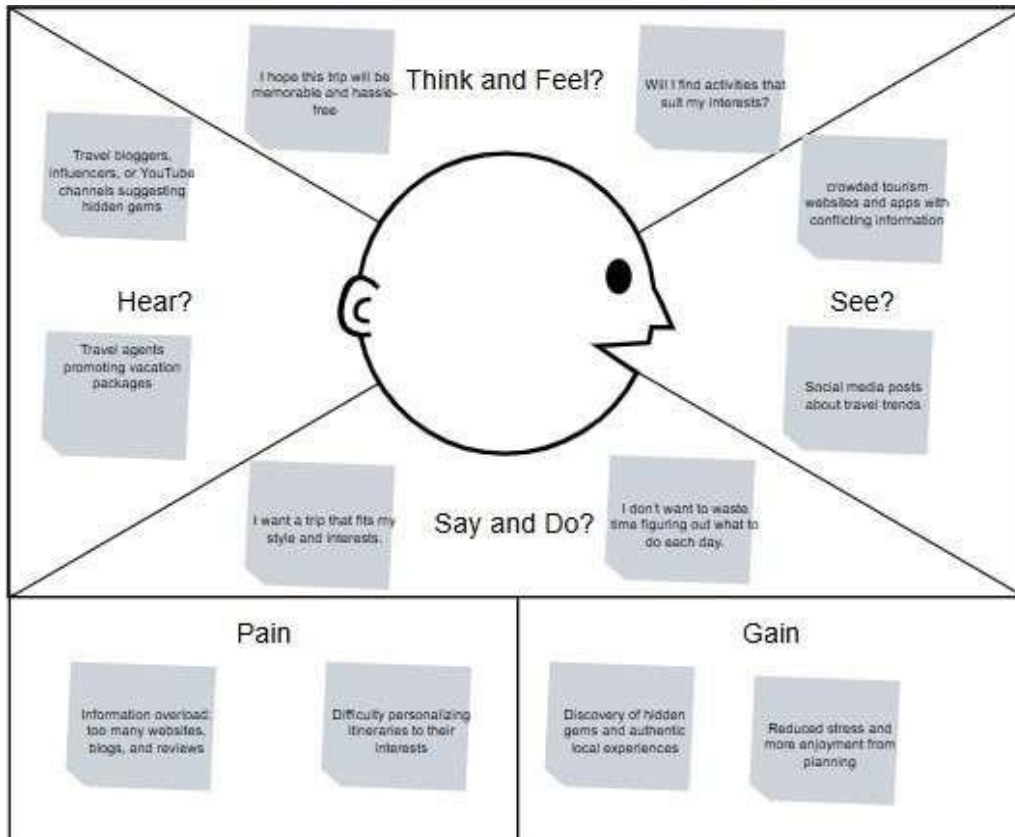 Think and Feel?
I hope this trip will be
memorable and hassle-
free
Will I find activities that
suit my interests?
Hear?
Travel bloggers,
influencers, or YouTube
channels suggesting
hidden gems
Travel agents
promoting vacation
packages
See?
crowded tourism
websites and apps with
conflicting information
Social media posts
about travel trends
Say and Do?
I want a trip that fits my
style and interests.
I don't want to waste
time figuring out what to
do each day.
Pain
Information overload:
too many websites,
blogs, and reviews
Difficulty personalizing
itineraries to their
interests
Gain
Discovery of hidden
gems and authentic
local experiences
Reduced stress and
more enjoyment from
planning